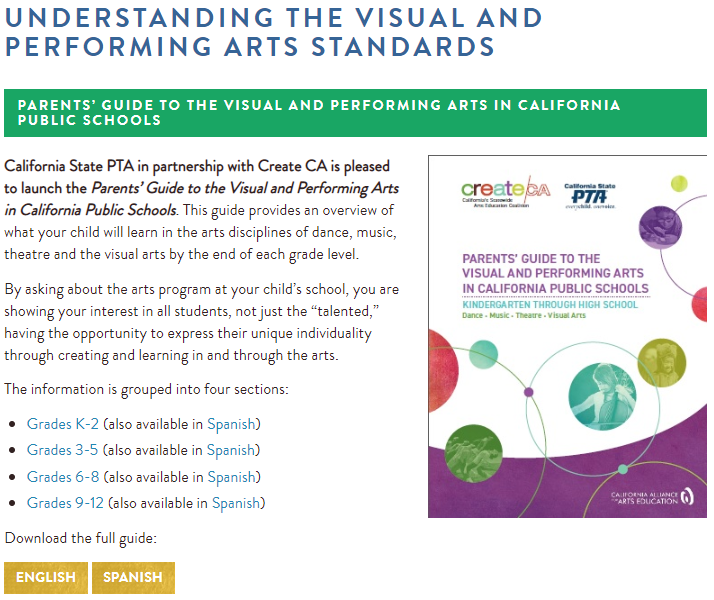 UNDERSTANDING THE VISUAL AND
PERFORMING ARTS STANDARDS
PARENTS' GUIDE TO THE VISUAL AND PERFORMING ARTS IN CALIFORNIA
PUBLIC SCHOOLS
California State PTA in partnership with Create CA is pleased
to launch the Parents' Guide to the Visual and Performing Arts
in California Public Schools. This guide provides an overview of
what your child will learn in the arts disciplines of dance, music,
theatre and the visual arts by the end of each grade level.
By asking about the arts program at your child's school, you are
showing your interest in all students, not just the “talented,”
having the opportunity to express their unique individuality
through creating and learning in and through the arts.
The information is grouped into four sections:
• Grades K-2 (also available in Spanish)
• Grades 3-5 (also available in Spanish)
• Grades 6-8 (also available in Spanish)
• Grades 9-12 (also available in Spanish)
Download the full guide:
ENGLISH SPANISH
create CA
California's Statewide
Arts Education Coalition
California State
PTA
everychild. onevoice.
PARENTS' GUIDE TO THE
VISUAL AND PERFORMING ARTS
IN CALIFORNIA PUBLIC SCHOOLS
KINDERGARTEN THROUGH HIGH SCHOOL
Dance - Music - Theatre - Visual Arts
CALIFORNIA ALLIANCE
for ARTS EDUCATION